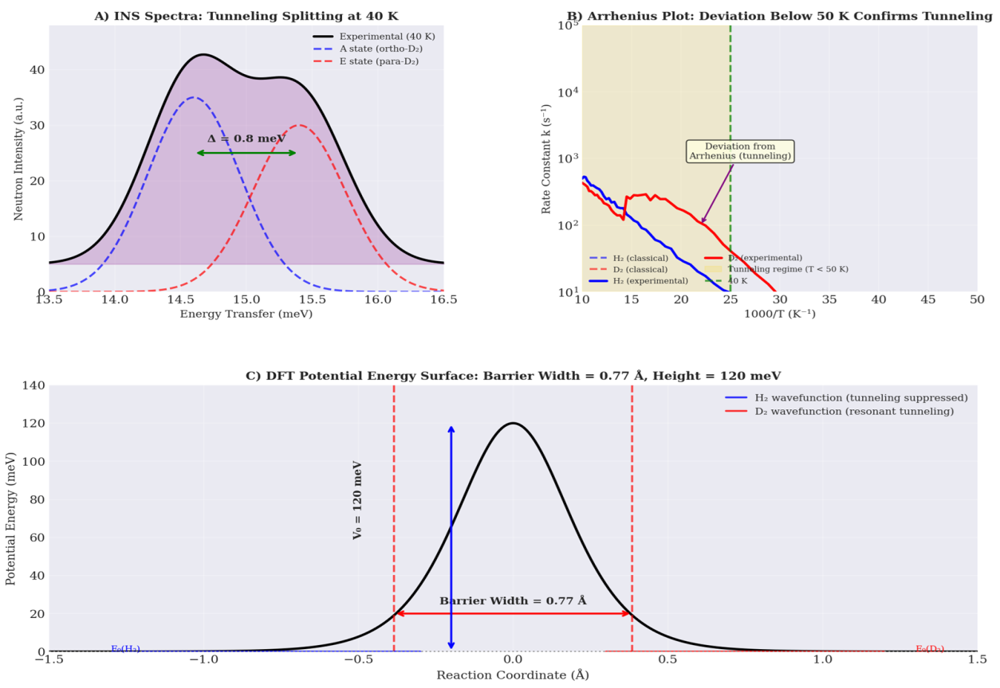 A) INS Spectra: Tunneling Splitting at 40 K
Experimental (40 K)
A state (ortho-D₂)
E state (para-D₂)
Δ = 0.8 meV
Neutron Intensity (a.u.)
40
30
20
10
0
13.5 14.0 14.5 15.0 15.5 16.0 16.5
Energy Transfer (meV)
B) Arrhenius Plot: Deviation Below 50 K Confirms Tunneling
Rate Constant k (s⁻¹)
10⁵
10⁴
10³
10²
10¹
Deviation from
Arrhenius (tunneling)
H₂ (classical)
D₂ (classical)
H₂ (experimental)
D₂ (experimental)
Tunneling regime (T < 50 K)
40 K
10 15 20 25 30 35 40 45 50
1000/T (K⁻¹)
C) DFT Potential Energy Surface: Barrier Width = 0.77 Å, Height = 120 meV
H₂ wavefunction (tunneling suppressed)
D₂ wavefunction (resonant tunneling)
Potential Energy (meV)
140
120
100
80
60
40
20
0
V₀ = 120 meV
Barrier Width = 0.77 Å
E₀(H₂)
E₀(D₂)
−1.5 −1.0 −0.5 0.0 0.5 1.0 1.5
Reaction Coordinate (Å)